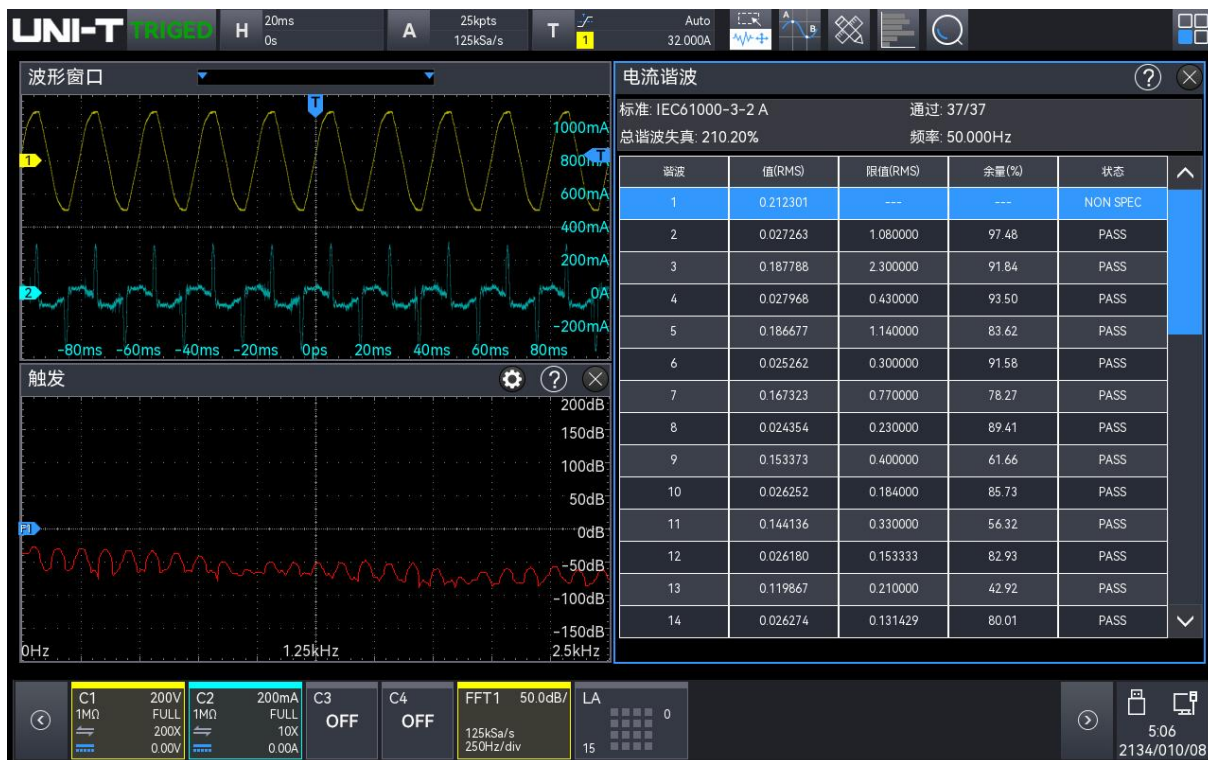 UNI-T TRIGED H 20ms 0s A 25kpts 125kSa/s T 1 Auto 32.000A A B
波形窗口
T
1000mA
1
800mA T
600mA
400mA
200mA
2 0A
-200mA
-80ms -60ms -40ms -20ms 0ps 20ms 40ms 60ms 80ms
触发 ?
200dB
150dB
100dB
50dB
0dB
-50dB
-100dB
-150dB
0Hz 1.25kHz 2.5kHz
电流谐波 ?
标准: IEC61000-3-2 A 通过: 37/37
总谐波失真: 210.20% 频率: 50.000Hz
谐波 值(RMS) 限值(RMS) 余量(%) 状态
1 0.212301 --- --- NON SPEC
2 0.027263 1.080000 97.48 PASS
3 0.187788 2.300000 91.84 PASS
4 0.027968 0.430000 93.50 PASS
5 0.186677 1.140000 83.62 PASS
6 0.025262 0.300000 91.58 PASS
7 0.167323 0.770000 78.27 PASS
8 0.024354 0.230000 89.41 PASS
9 0.153373 0.400000 61.66 PASS
10 0.026252 0.184000 85.73 PASS
11 0.144136 0.330000 56.32 PASS
12 0.026180 0.153333 82.93 PASS
13 0.119867 0.210000 42.92 PASS
14 0.026274 0.131429 80.01 PASS
C1 200V
1MΩ FULL
200X
0.00V
C2 200mA
1MΩ FULL
10X
0.00A
C3
OFF
C4
OFF
FFT1 50.0dB/
125kSa/s
250Hz/div
LA
0
15
5:06
2134/010/08